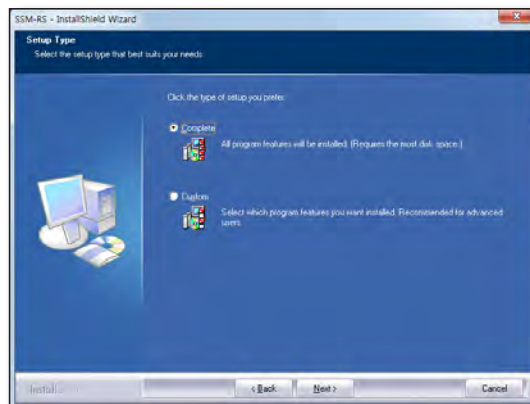 SSM-RS - InstallShield Wizard
Setup Type
Select the setup type that best suits your needs.
Click the type of setup you prefer.
Complete
All program features will be installed. (Requires the most disk space.)
Custom
Select which program features you want installed. Recommended for advanced
users.
Install
< Back
Next >
Cancel